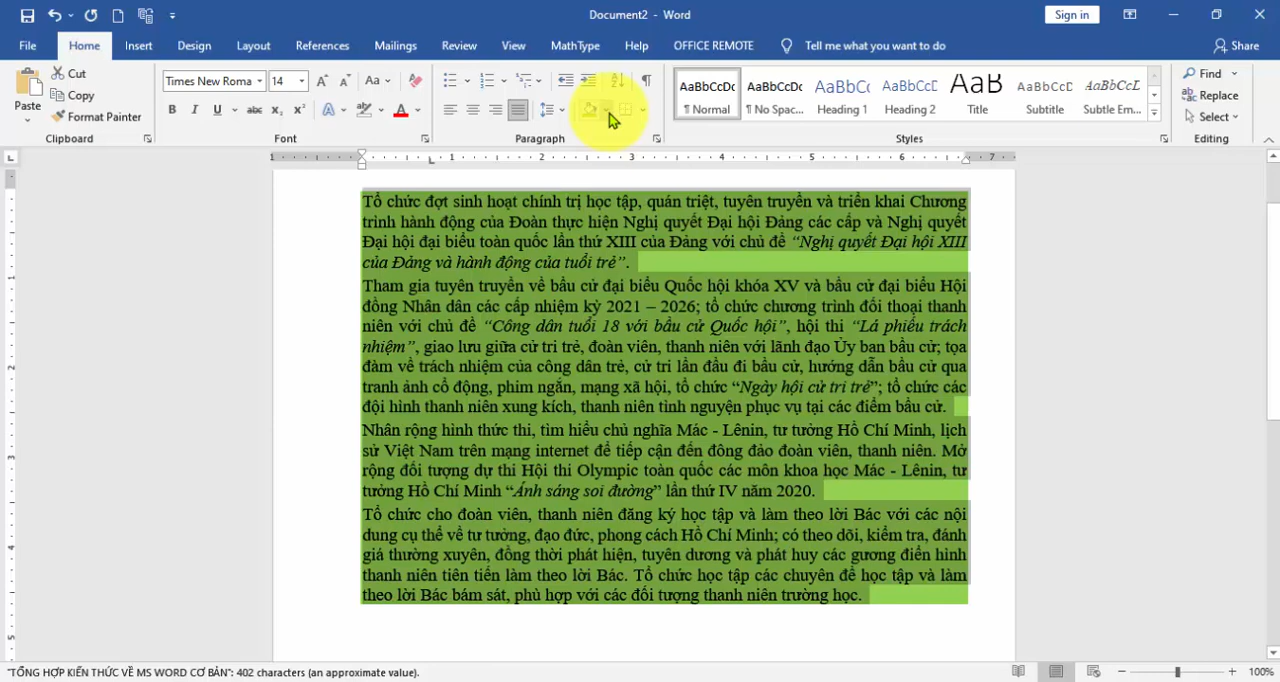 Document2 - Word
Sign in
File Home Insert Design Layout References Mailings Review View MathType Help OFFICE REMOTE Tell me what you want to do Share
Paste
Cut
Copy
Format Painter
Clipboard
Times New Roma 14
Aa
B I U abc x₂ x² A A
Font
Paragraph
AaBbCcDc AaBbCcDc AaBbCc AaBbCcD AaB AaBbCcD AaBbCcDc
¶ Normal ¶ No Spac... Heading 1 Heading 2 Title Subtitle Subtle Em...
Styles
Find
Replace
Select
Editing
1 1 2 3 4 5 6 7
Tổ chức đợt sinh hoạt chính trị học tập, quán triệt, tuyên truyền và triển khai Chương
trình hành động của Đoàn thực hiện Nghị quyết Đại hội Đảng các cấp và Nghị quyết
Đại hội đại biểu toàn quốc lần thứ XIII của Đảng với chủ đề “Nghị quyết Đại hội XIII
của Đảng và hành động của tuổi trẻ”.
Tham gia tuyên truyền về bầu cử đại biểu Quốc hội khóa XV và bầu cử đại biểu Hội
đồng Nhân dân các cấp nhiệm kỳ 2021 – 2026; tổ chức chương trình đối thoại thanh
niên với chủ đề “Công dân tuổi 18 với bầu cử Quốc hội”, hội thi “Lá phiếu trách
nhiệm”, giao lưu giữa cử tri trẻ, đoàn viên, thanh niên với lãnh đạo Ủy ban bầu cử; tọa
đàm về trách nhiệm của công dân trẻ, cử tri lần đầu đi bầu cử, hướng dẫn bầu cử qua
tranh ảnh cổ động, phim ngắn, mạng xã hội, tổ chức “Ngày hội cử tri trẻ”; tổ chức các
đội hình thanh niên xung kích, thanh niên tình nguyện phục vụ tại các điểm bầu cử.
Nhân rộng hình thức thi, tìm hiểu chủ nghĩa Mác - Lênin, tư tưởng Hồ Chí Minh, lịch
sử Việt Nam trên mạng internet để tiếp cận đến đông đảo đoàn viên, thanh niên. Mở
rộng đối tượng dự thi Hội thi Olympic toàn quốc các môn khoa học Mác - Lênin, tư
tưởng Hồ Chí Minh “Ánh sáng soi đường” lần thứ IV năm 2020.
Tổ chức cho đoàn viên, thanh niên đăng ký học tập và làm theo lời Bác với các nội
dung cụ thể về tư tưởng, đạo đức, phong cách Hồ Chí Minh; có theo dõi, kiểm tra, đánh
giá thường xuyên, đồng thời phát hiện, tuyên dương và phát huy các gương điển hình
thanh niên tiên tiến làm theo lời Bác. Tổ chức học tập các chuyên đề học tập và làm
theo lời Bác bám sát, phù hợp với các đối tượng thanh niên trường học.
1
2
3
4
5
"TỔNG HỢP KIẾN THỨC VỀ MS WORD CƠ BẢN": 402 characters (an approximate value).
100%